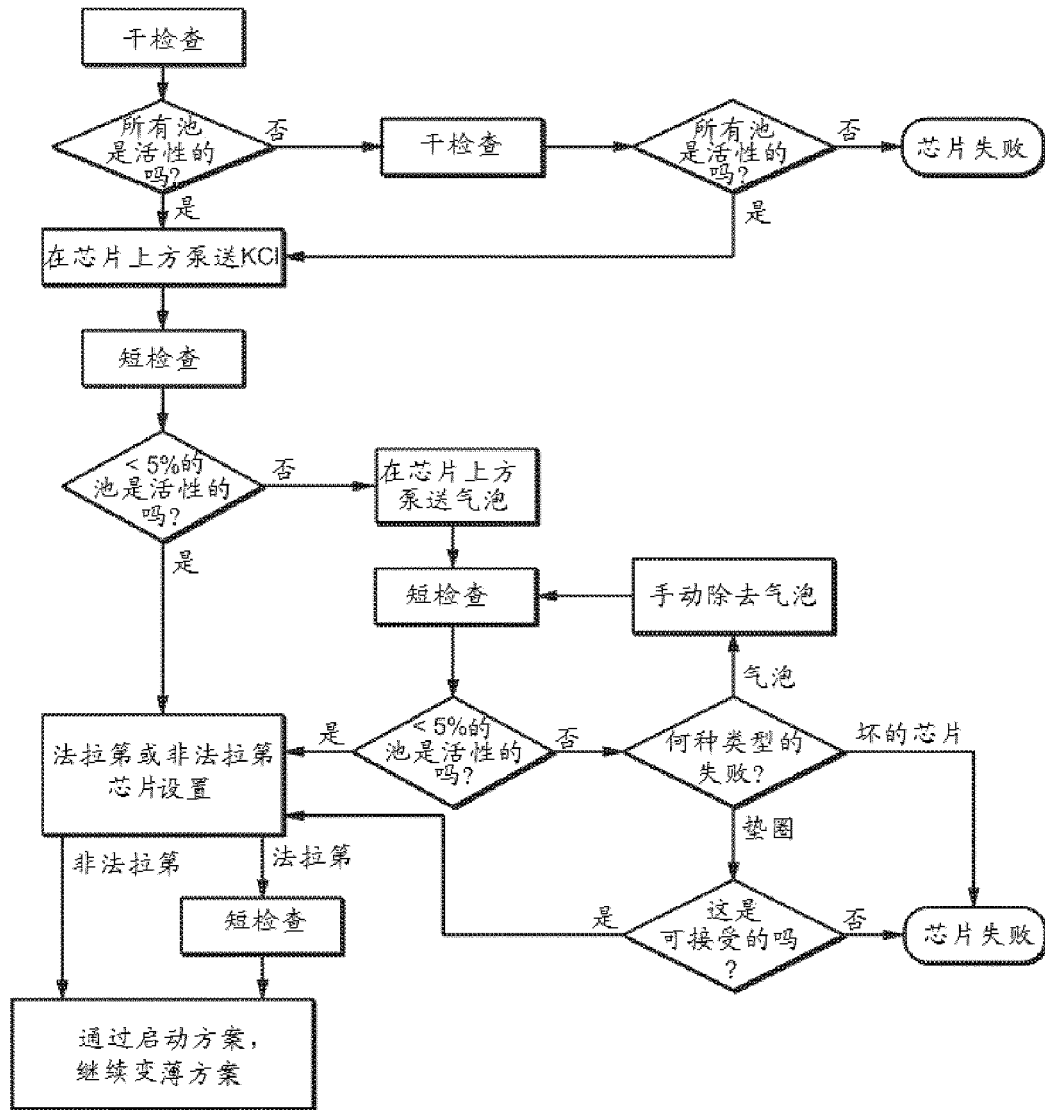 干检查
所有池
是活性的
吗?
否
干检查
所有池
是活性的
吗?
否
芯片失败
是
是
在芯片上方泵送KCl
短检查
< 5%的
池是活性的
吗?
否
在芯片上方
泵送气泡
是
短检查
手动除去气泡
气泡
法拉第或非法拉第
芯片设置
是
< 5%的
池是活性的
吗?
否
何种类型的
失败?
坏的芯片
垫圈
非法拉第
法拉第
短检查
是
这是
可接受的吗
?
否
芯片失败
通过启动方案,
继续变薄方案